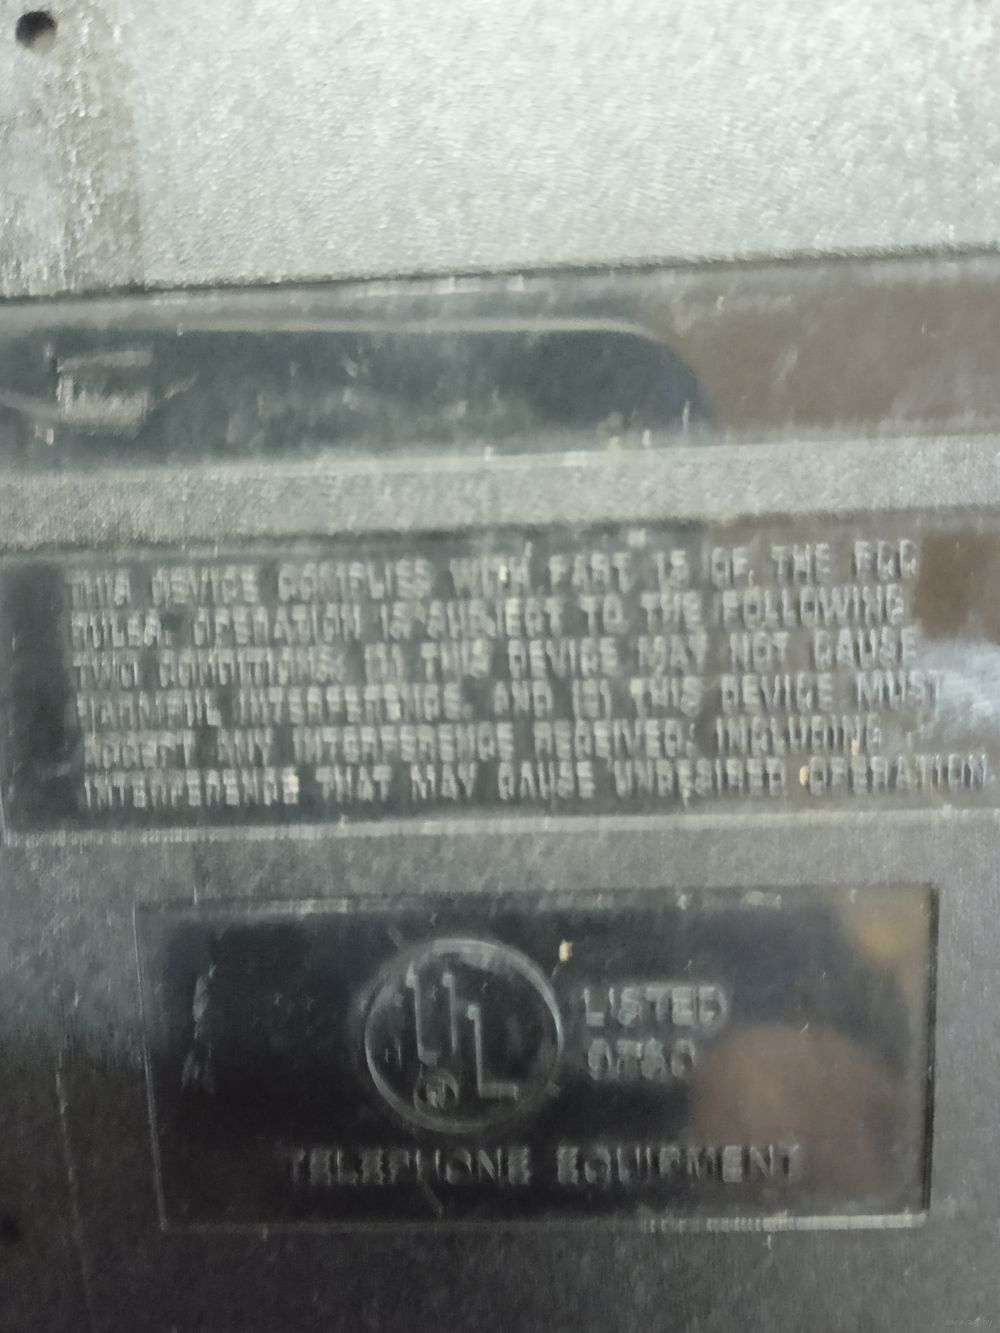 THIS DEVICE COMPLIES WITH PART 15 OF THE FCC
RULES. OPERATION IS SUBJECT TO THE FOLLOWING
TWO CONDITIONS: (1) THIS DEVICE MAY NOT CAUSE
HARMFUL INTERFERENCE, AND (2) THIS DEVICE MUST
ACCEPT ANY INTERFERENCE RECEIVED, INCLUDING
INTERFERENCE THAT MAY CAUSE UNDESIRED OPERATION.
UL
LISTED
TELEPHONE EQUIPMENT